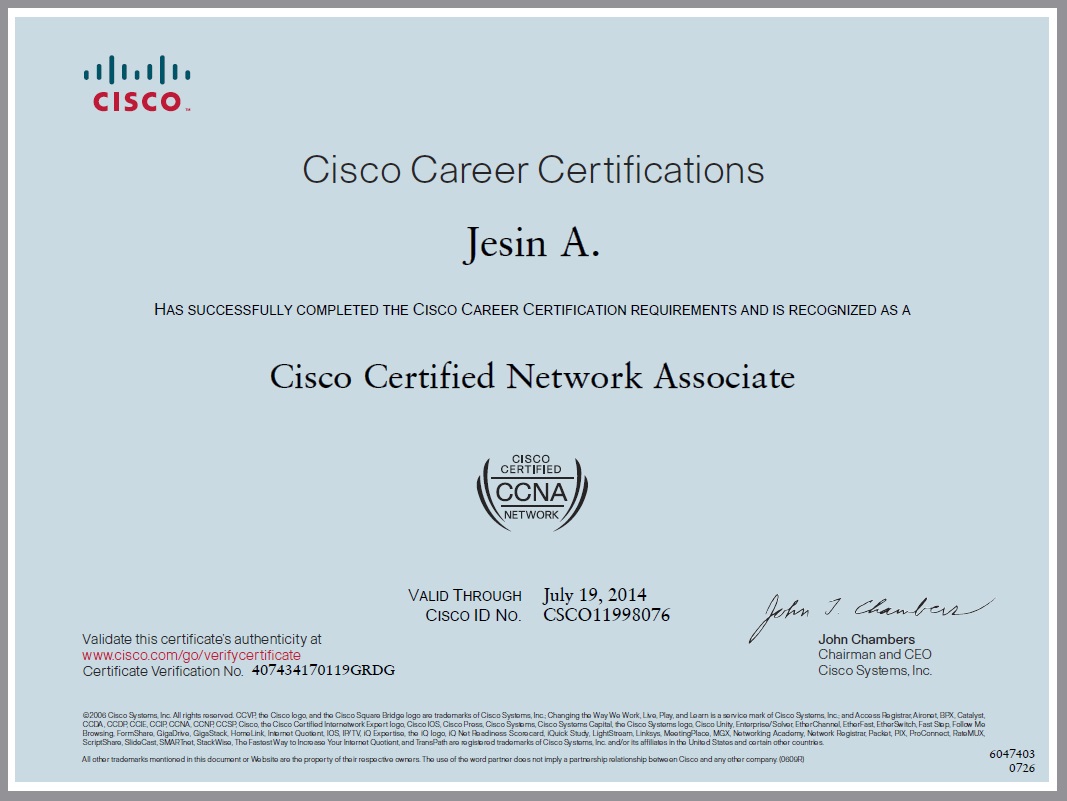 CISCO™
Cisco Career Certifications
Jesin A.
HAS SUCCESSFULLY COMPLETED THE CISCO CAREER CERTIFICATION REQUIREMENTS AND IS RECOGNIZED AS A
Cisco Certified Network Associate
CISCO
CERTIFIED
CCNA
NETWORK
VALID THROUGH July 19, 2014
CISCO ID NO. CSCO11998076
John T. Chambers
Validate this certificate's authenticity at
www.cisco.com/go/verifycertificate
Certificate Verification No. 407434170119GRDG
John Chambers
Chairman and CEO
Cisco Systems, Inc.
©2006 Cisco Systems, Inc. All rights reserved. CCVP, the Cisco logo, and the Cisco Square Bridge logo are trademarks of Cisco Systems, Inc.; Changing the Way We Work, Live, Play, and Learn is a service mark of Cisco Systems, Inc.; and Access Registrar, Aironet, BPX, Catalyst,
CCDA, CCDP, CCIE, CCIP, CCNA, CCNP, CCSP, Cisco, the Cisco Certified Internetwork Expert logo, Cisco IOS, Cisco Press, Cisco Systems, Cisco Systems Capital, the Cisco Systems logo, Cisco Unity, Enterprise/Solver, EtherChannel, EtherFast, EtherSwitch, Fast Step, Follow Me
Browsing, FormShare, GigaDrive, GigaStack, HomeLink, Internet Quotient, IOS, IP/TV, iQ Expertise, the iQ logo, iQ Net Readiness Scorecard, iQuick Study, LightStream, Linksys, MeetingPlace, MGX, Networking Academy, Network Registrar, Packet, PIX, ProConnect, RateMUX,
ScriptShare, SlideCast, SMARTnet, StackWise, The Fastest Way to Increase Your Internet Quotient, and TransPath are registered trademarks of Cisco Systems, Inc. and/or its affiliates in the United States and certain other countries.
All other trademarks mentioned in this document or Website are the property of their respective owners. The use of the word partner does not imply a partnership relationship between Cisco and any other company. (0609R)
6047403
0726